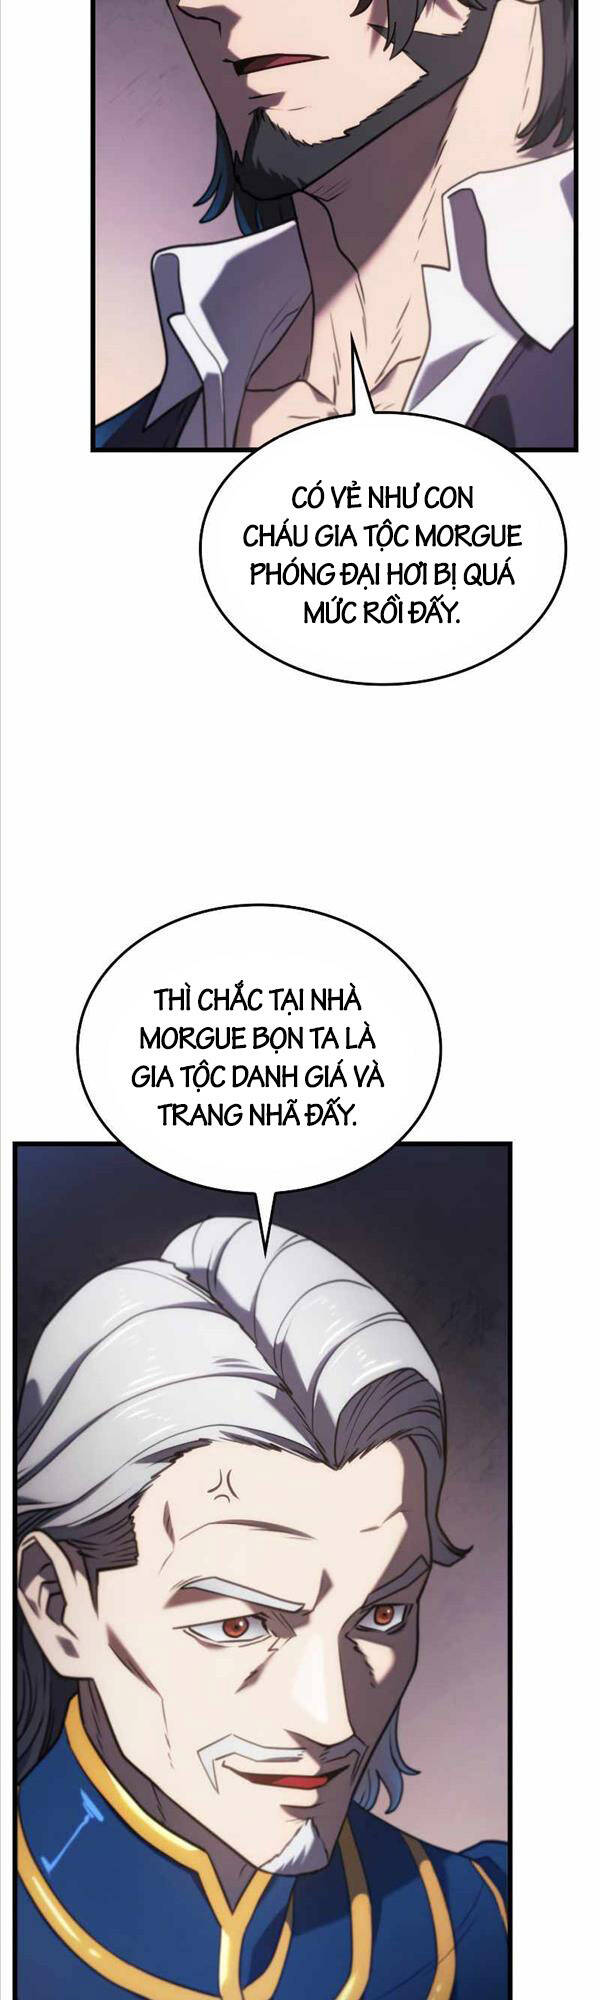 CÓ VẺ NHƯ CON
CHÁU GIA TỘC MORGUE
PHÓNG ĐẠI HƠI BỊ QUÁ
MỨC RỒI ĐẤY.
THÌ CHẮC TẠI NHÀ
MORGUE BỌN TA LÀ
GIA TỘC DANH GIÁ VÀ
TRANG NHÃ ĐẤY.